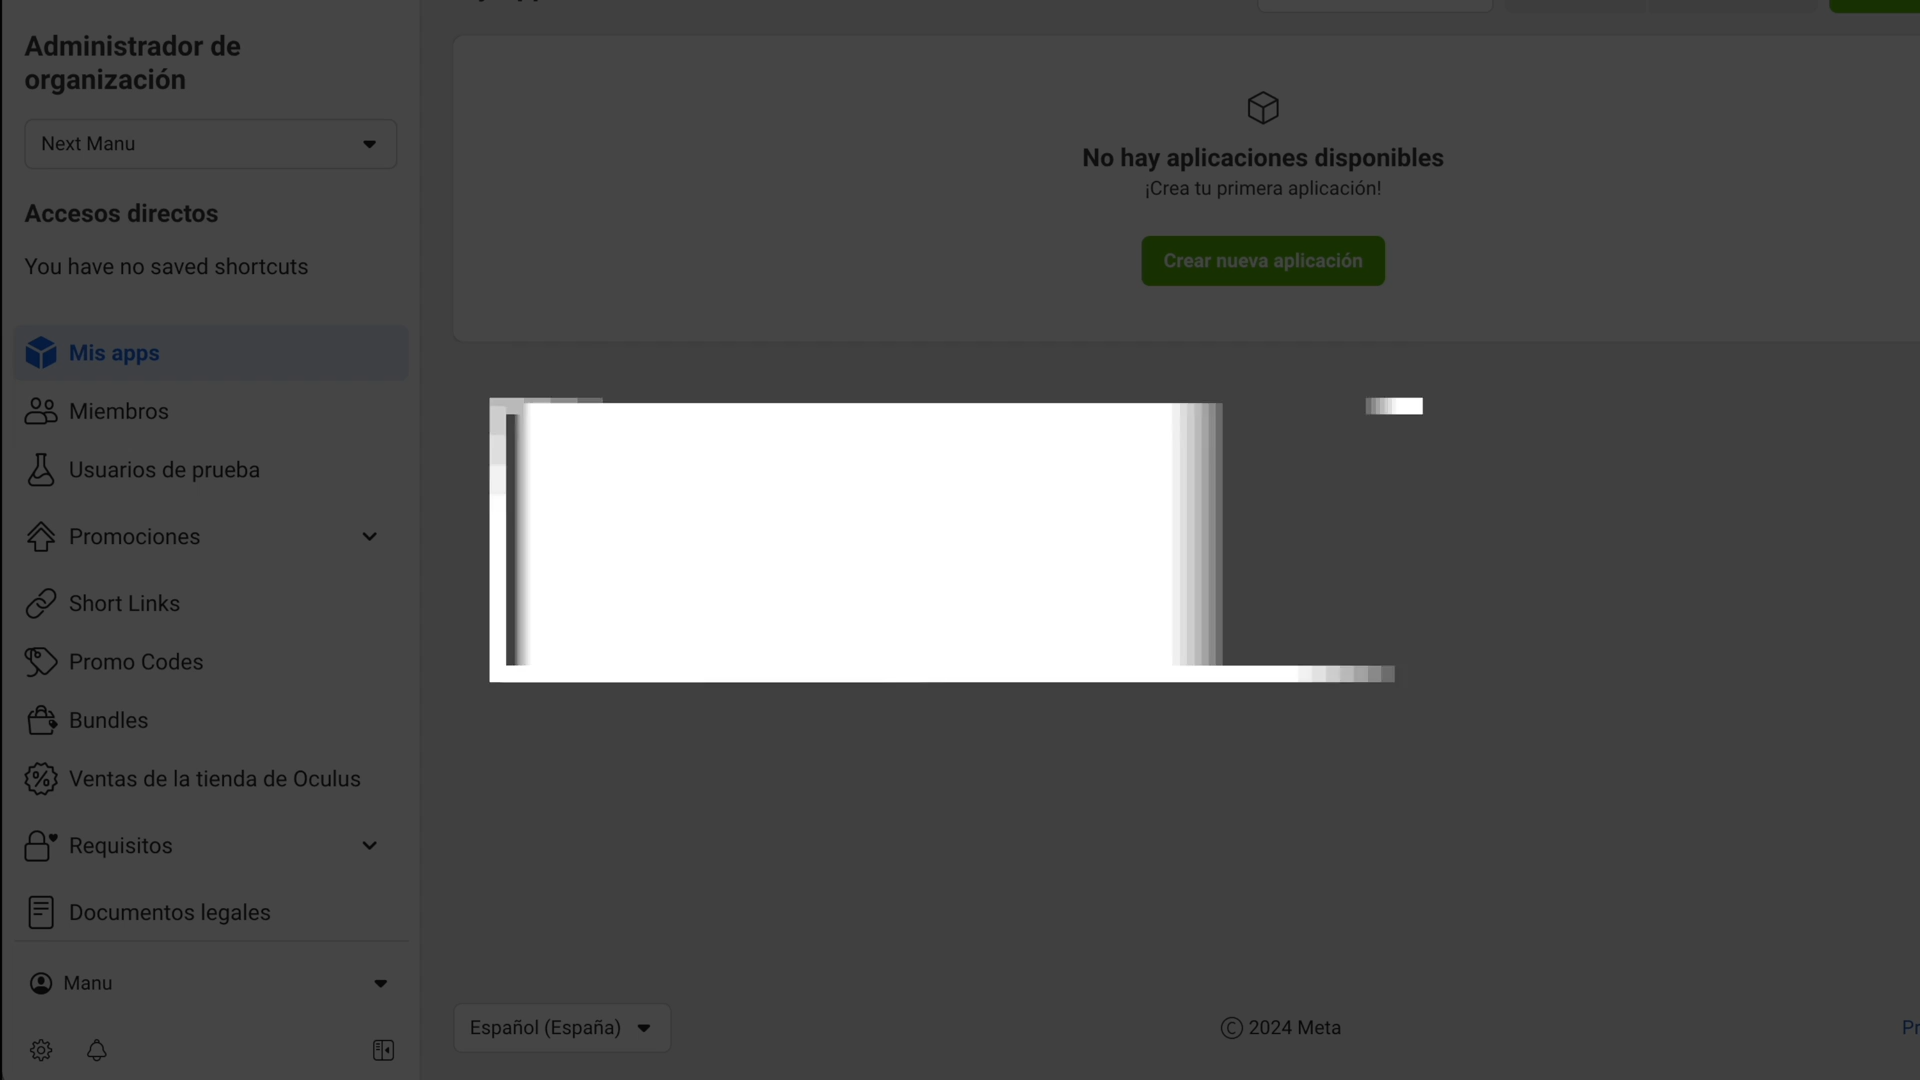 Administrador de
organización
Next Manu
Accesos directos
You have no saved shortcuts
Mis apps
Miembros
Usuarios de prueba
Promociones
Short Links
Promo Codes
Bundles
Ventas de la tienda de Oculus
Requisitos
Documentos legales
Manu
No hay aplicaciones disponibles
¡Crea tu primera aplicación!
Crear nueva aplicación
Español (España)
© 2024 Meta